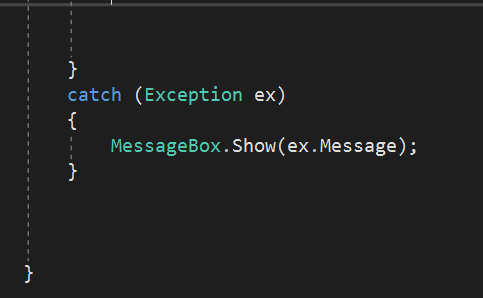 }
catch (Exception ex)
{
MessageBox.Show(ex.Message);
}
}